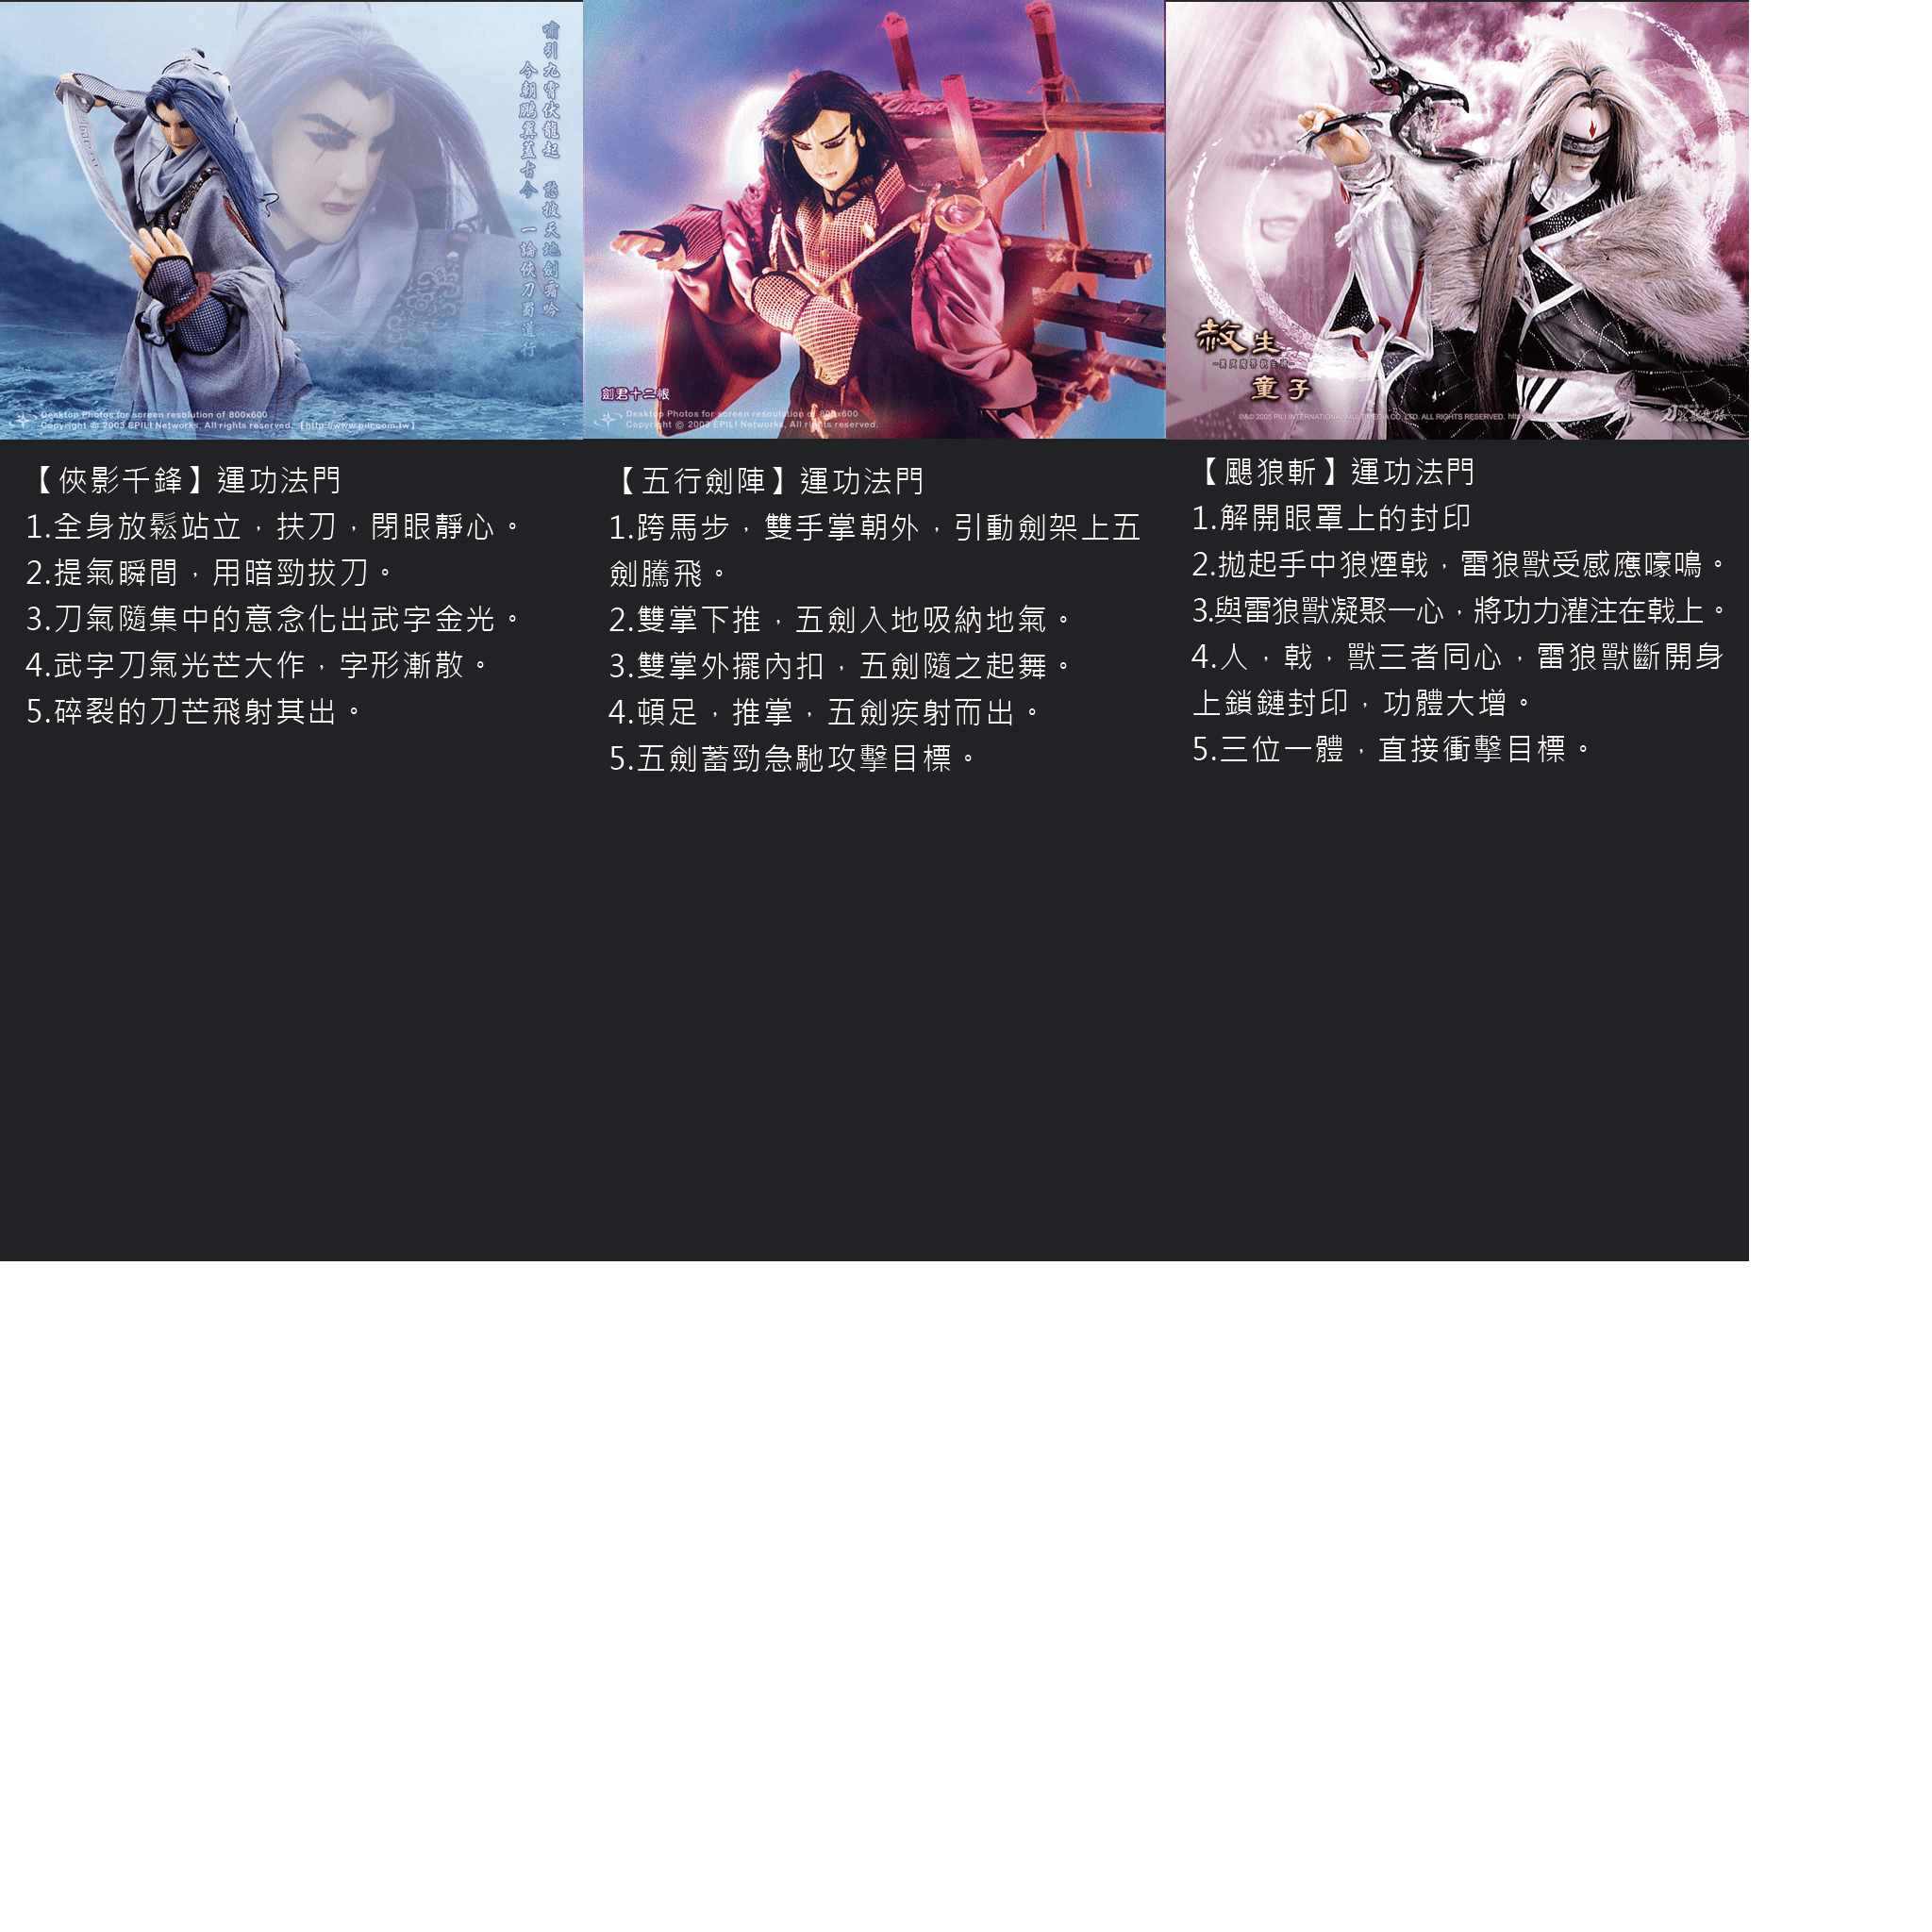 嘯引九霄伏龍起 愁披天地劍霜吟
今朝鵬翼蓋古今 一論俠刀蜀道行
Desktop Photos for screen resolution of 800x600
Copyright © 2003 EPILI Networks, All rights reserved. [http://www.pili.com.tw]
【俠影千鋒】運功法門
1.全身放鬆站立，扶刀，閉眼靜心。
2.提氣瞬間，用暗勁拔刀。
3.刀氣隨集中的意念化出武字金光。
4.武字刀氣光芒大作，字形漸散。
5.碎裂的刀芒飛射其出。
劍君十二恨
Desktop Photos for screen resoulution of 800x600
Copyright © 2002 EPILI Networks, All rights reserved.
【五行劍陣】運功法門
1.跨馬步，雙手掌朝外，引動劍架上五
劍騰飛。
2.雙掌下推，五劍入地吸納地氣。
3.雙掌外擺內扣，五劍隨之起舞。
4.頓足，推掌，五劍疾射而出。
5.五劍蓄勁急馳攻擊目標。
赦生
童子
©&© 2005 PILI INTERNATIONAL MULTIMEDIA CO., LTD. ALL RIGHTS RESERVED.
【颶狼斬】運功法門
1.解開眼罩上的封印
2.拋起手中狼煙戟，雷狼獸受感應嚎鳴。
3.與雷狼獸凝聚一心，將功力灌注在戟上。
4.人，戟，獸三者同心，雷狼獸斷開身
上鎖鏈封印，功體大增。
5.三位一體，直接衝擊目標。